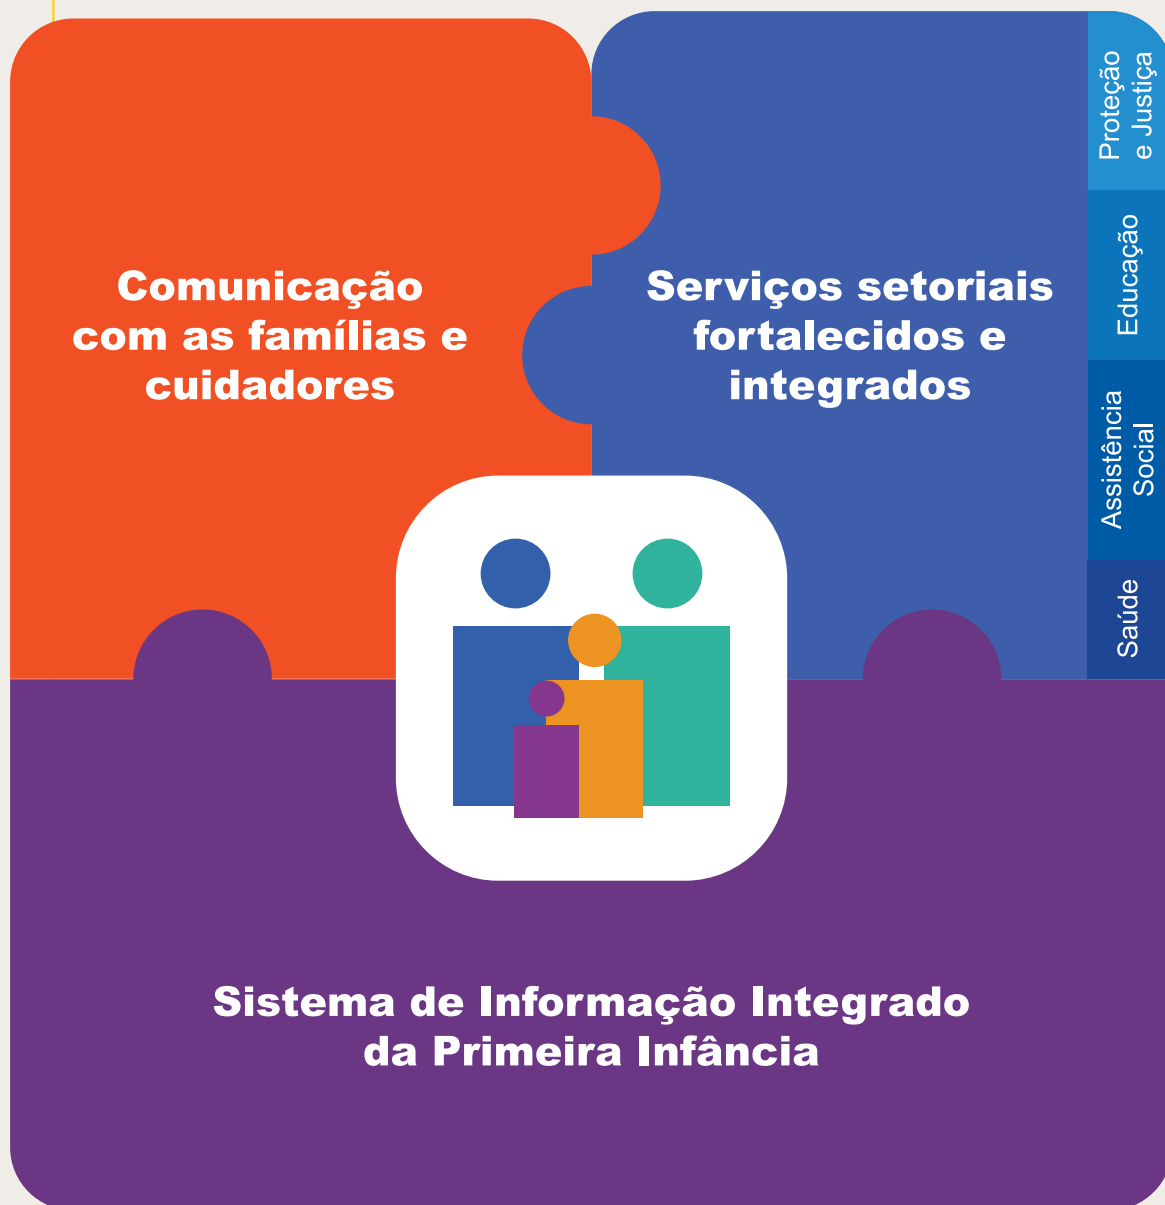 Comunicação
com as famílias e
cuidadores
Serviços setoriais
fortalecidos e
integrados
Proteção
e Justiça
Educação
Assistência
Social
Saúde
Sistema de Informação Integrado
da Primeira Infância